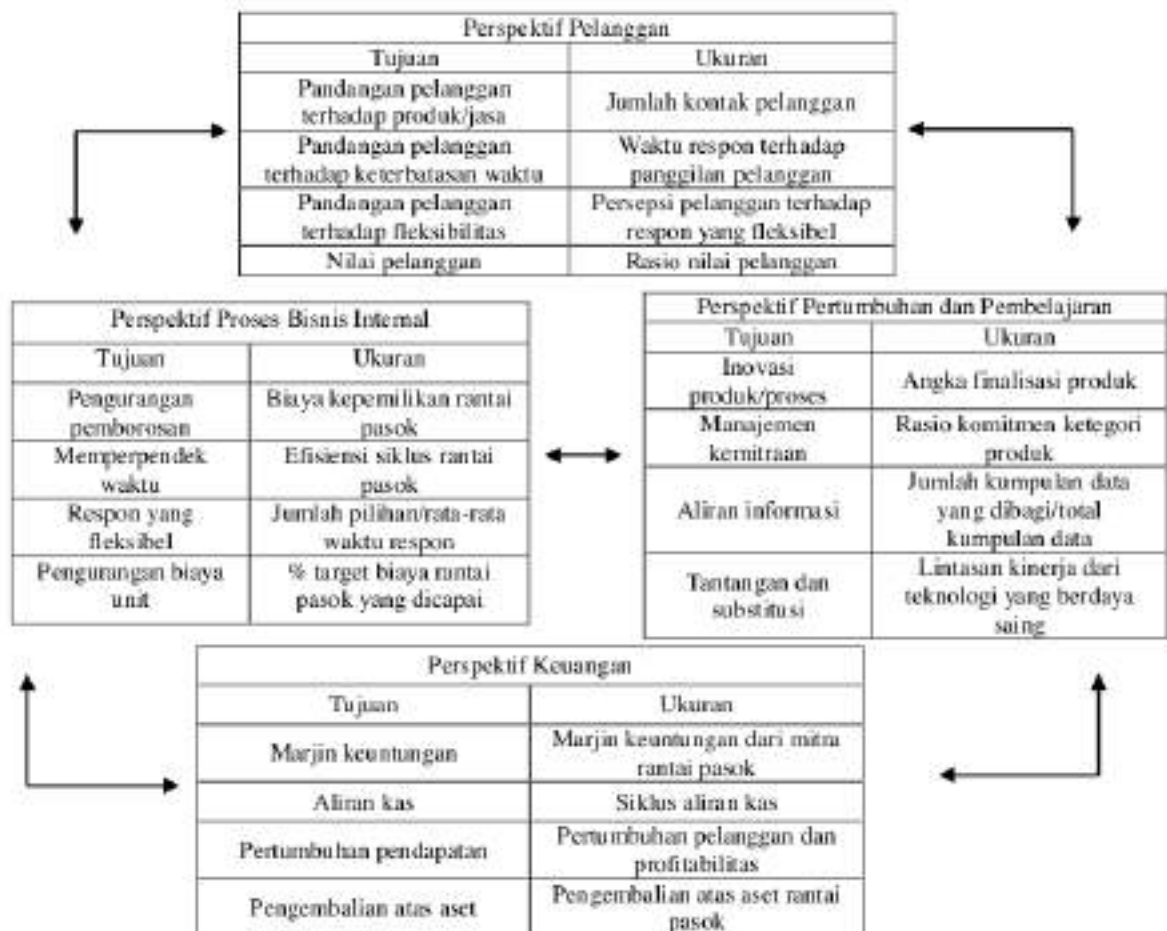 Perspektif Pelanggan
Tujuan Ukuran
Pandangan pelanggan
terhadap produk/jasa
Jumlah kontak pelanggan
Pandangan pelanggan
terhadap keterbatasan waktu
Waktu respon terhadap
panggilan pelanggan
Pandangan pelanggan
terhadap fleksibilitas
Persepsi pelanggan terhadap
respon yang fleksibel
Nilai pelanggan Rasio nilai pelanggan
Perspektif Proses Bisnis Internal
Tujuan Ukuran
Pengurangan
pemborosan
Biaya kepemilikan rantai
pasok
Memperpendek
waktu
Efisiensi siklus rantai
pasok
Respon yang
fleksibel
Jumlah pilihan/rata-rata
waktu respon
Pengurangan biaya
unit
% target biaya rantai
pasok yang dicapai
Perspektif Pertumbuhan dan Pembelajaran
Tujuan Ukuran
Inovasi
produk/proses
Angka finalisasi produk
Manajemen
kemitraan
Rasio komitmen ketegori
produk
Aliran informasi
Jumlah kumpulan data
yang dibagi/total
kumpulan data
Tantangan dan
substitusi
Lintasan kinerja dari
teknologi yang berdaya
saing
Perspektif Keuangan
Tujuan Ukuran
Marjin keuntungan
Marjin keuntungan dari mitra
rantai pasok
Aliran kas Siklus aliran kas
Pertumbuhan pendapatan
Pertumbuhan pelanggan dan
profitabilitas
Pengembalian atas aset
Pengembalian atas aset rantai
pasok